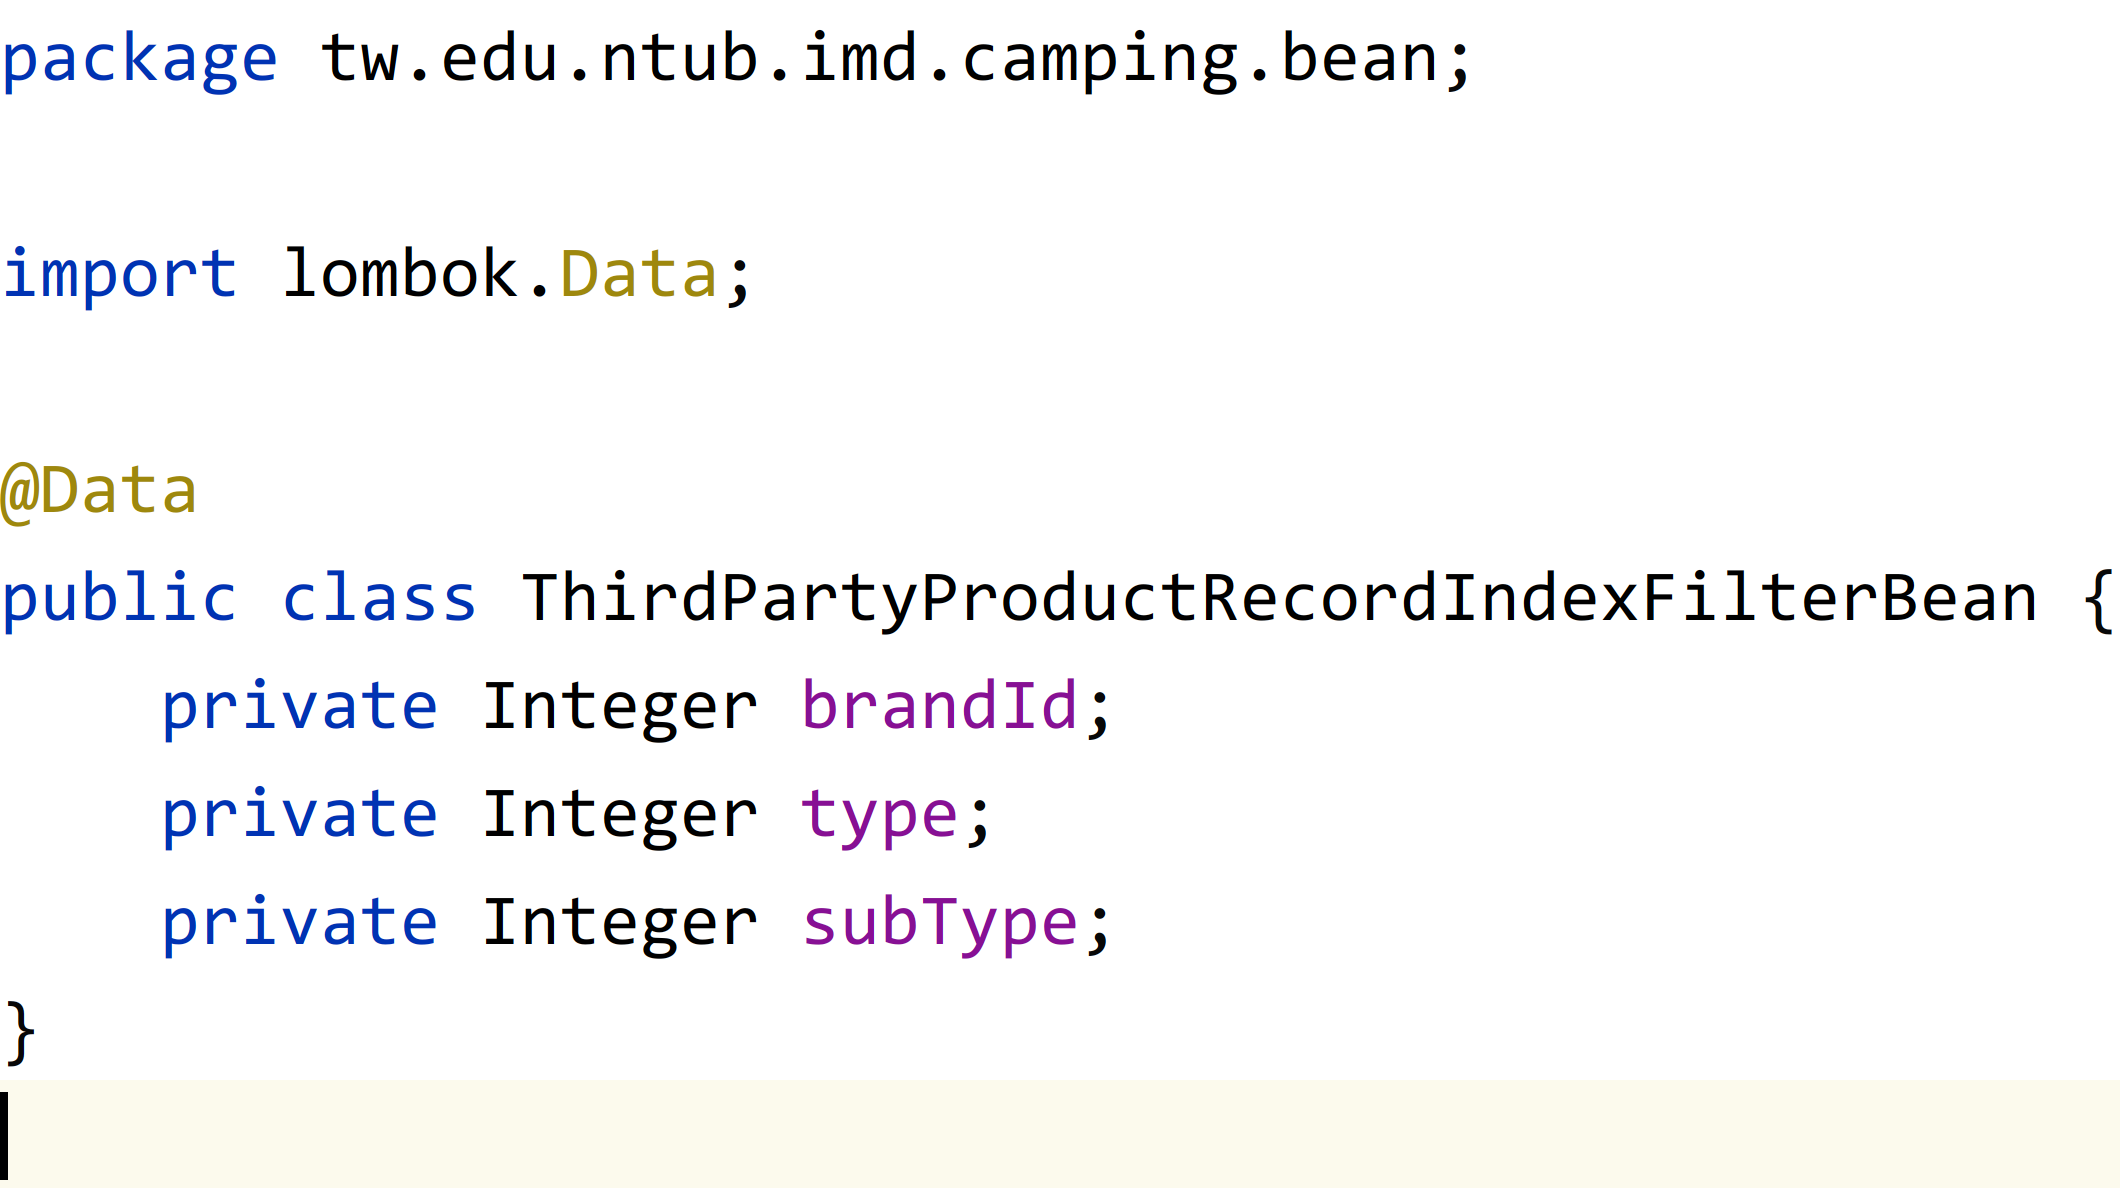 package tw.edu.ntub.imd.camping.bean;

import lombok.Data;

@Data
public class ThirdPartyProductRecordIndexFilterBean {
    private Integer brandId;
    private Integer type;
    private Integer subType;
}